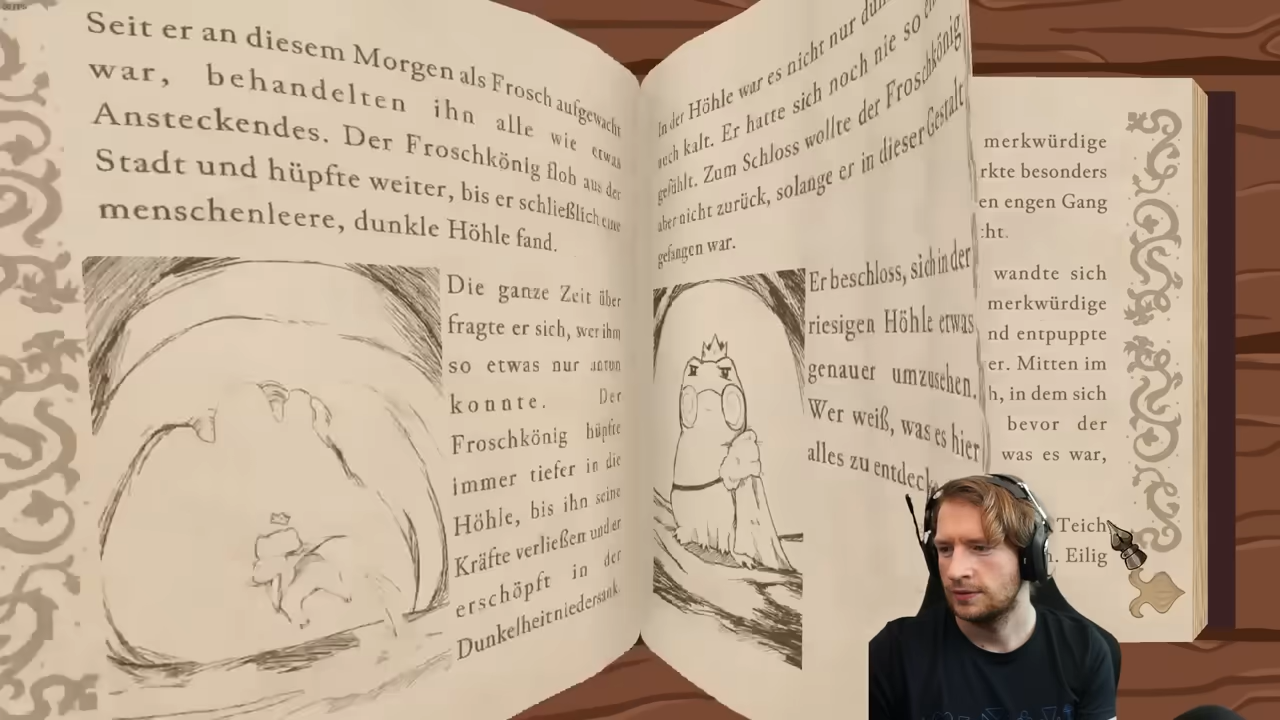 Seit er an diesem Morgen als Frosch aufgewacht
war, behandelten ihn alle wie etwas
Ansteckendes. Der Froschkönig floh aus der
Stadt und hüpfte weiter, bis er schließlich eine
menschenleere, dunkle Höhle fand.
Die ganze Zeit über
fragte er sich, wer ihm
so etwas nur antun
konnte. Der
Froschkönig hüpfte
immer tiefer in die
Höhle, bis ihn seine
Kräfte verließen und er
erschöpft in der
Dunkelheit niedersank.
In der Höhle war es nicht nur
auch kalt. Er hatte sich noch nie so
gefühlt. Zum Schloss wollte der Froschkönig
aber nicht zurück, solange er in dieser Gestalt
gefangen war.
Er beschloss, sich in der
riesigen Höhle etwas
genauer umzusehen.
Wer weiß, was es hier
alles zu
merkwürdige
besonders
engen Gang
wandte sich
merkwürdige
entpuppte
Mitten im
in dem sich
bevor der
was es war,
Teich
Eilig